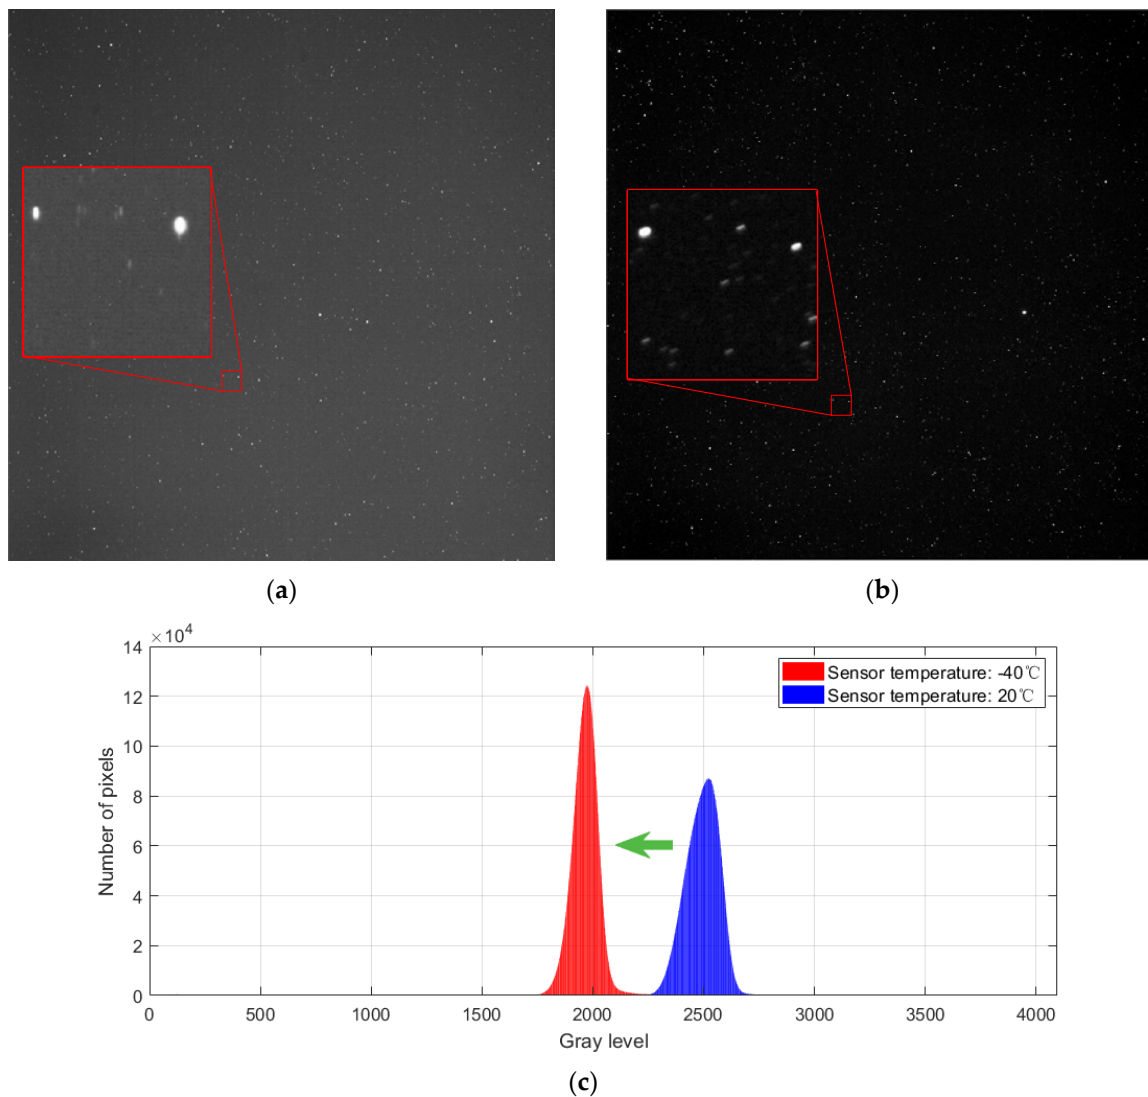 (a)
(b)
×10⁴
14
12
10
8
6
4
2
0
Number of pixels
Sensor temperature: -40℃
Sensor temperature: 20℃
0 500 1000 1500 2000 2500 3000 3500 4000
Gray level
(c)